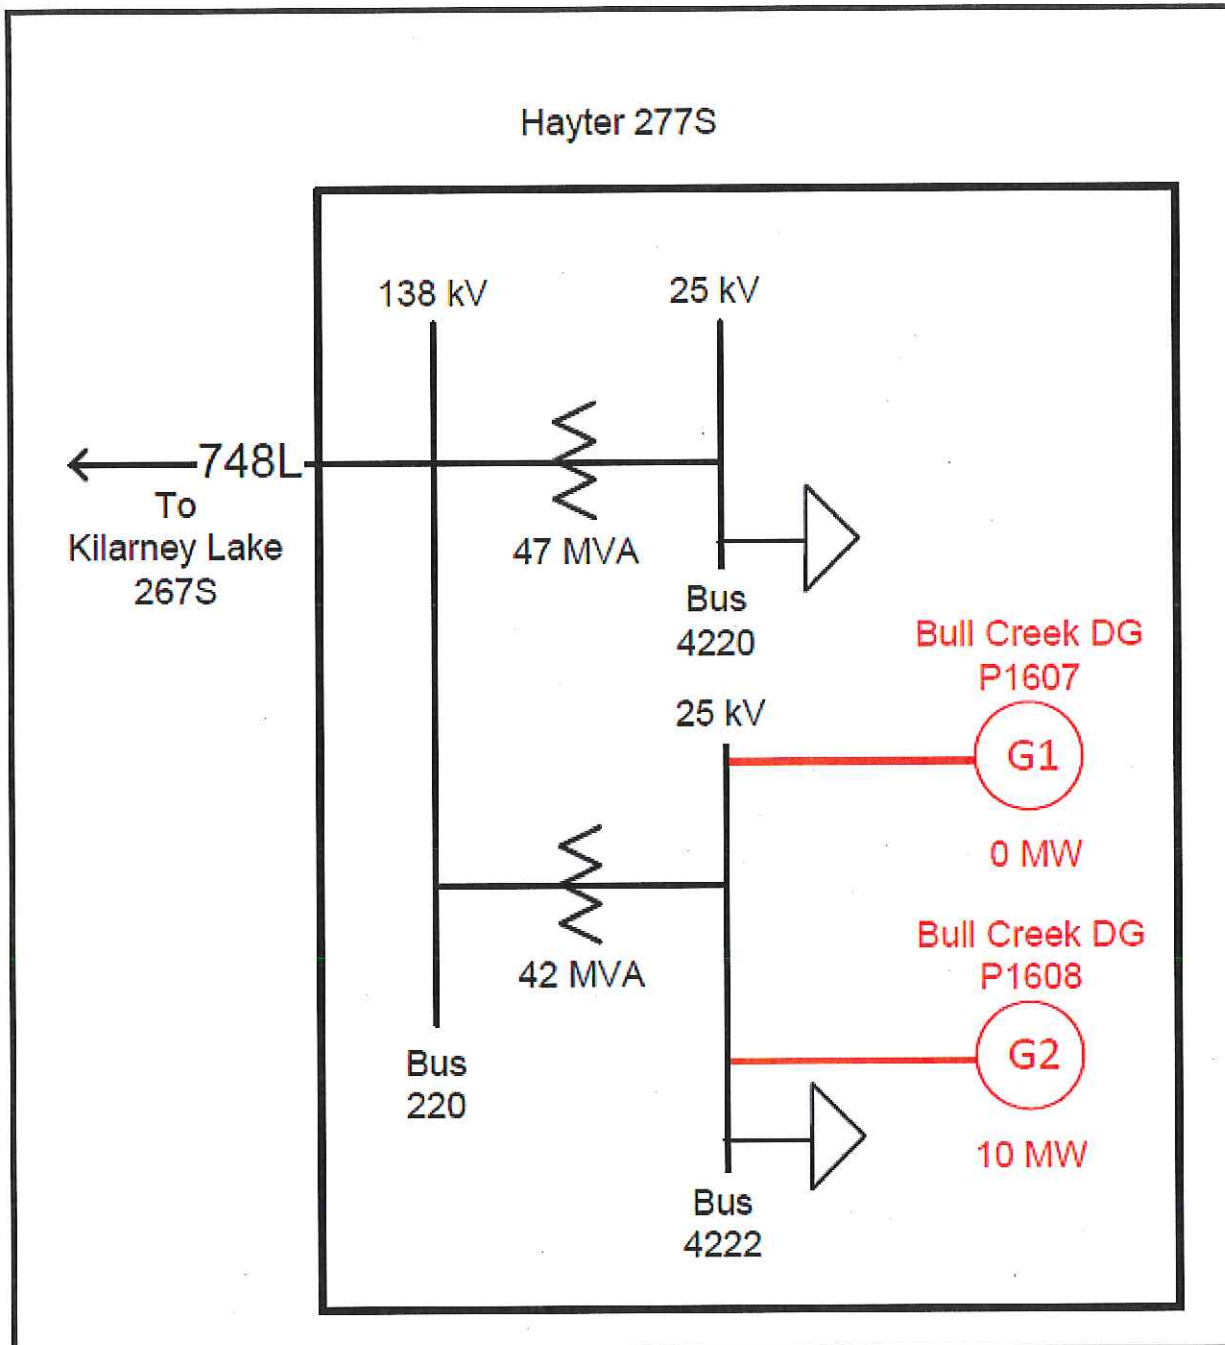 Hayter 277S
138 kV
25 kV
748L
To
Kilarney Lake
267S
47 MVA
Bus
4220
Bull Creek DG
P1607
25 kV
G1
0 MW
42 MVA
Bull Creek DG
P1608
G2
Bus
220
10 MW
Bus
4222